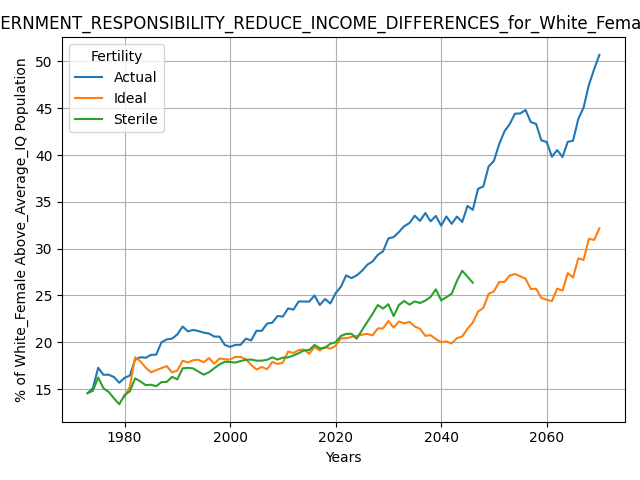 ERNMENT_RESPONSIBILITY_REDUCE_INCOME_DIFFERENCES_for_White_Fema
Fertility
Actual
Ideal
Sterile
% of White_Female Above_Average_IQ Population
50
45
40
35
30
25
20
15
1980 2000 2020 2040 2060
Years